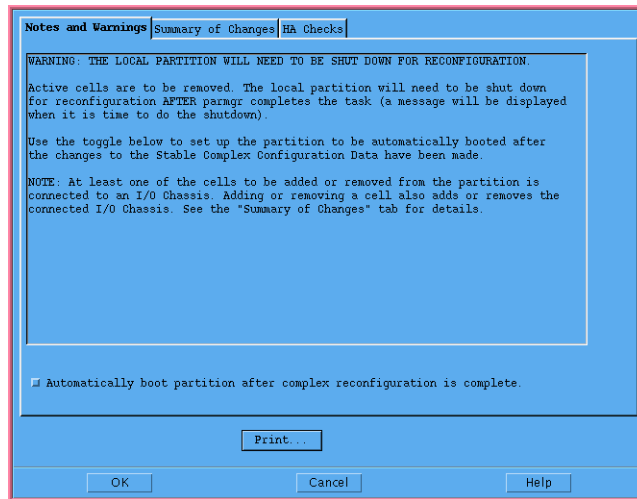 Notes and Warnings Summary of Changes HA Checks
WARNING: THE LOCAL PARTITION WILL NEED TO BE SHUT DOWN FOR RECONFIGURATION.
Active cells are to be removed. The local partition will need to be shut down
for reconfiguration AFTER parmgr completes the task (a message will be displayed
when it is time to do the shutdown).
Use the toggle below to set up the partition to be automatically booted after
the changes to the Stable Complex Configuration Data have been made.
NOTE: At least one of the cells to be added or removed from the partition is
connected to an I/O Chassis. Adding or removing a cell also adds or removes the
connected I/O Chassis. See the "Summary of Changes" tab for details.
Automatically boot partition after complex reconfiguration is complete.
Print...
OK Cancel Help